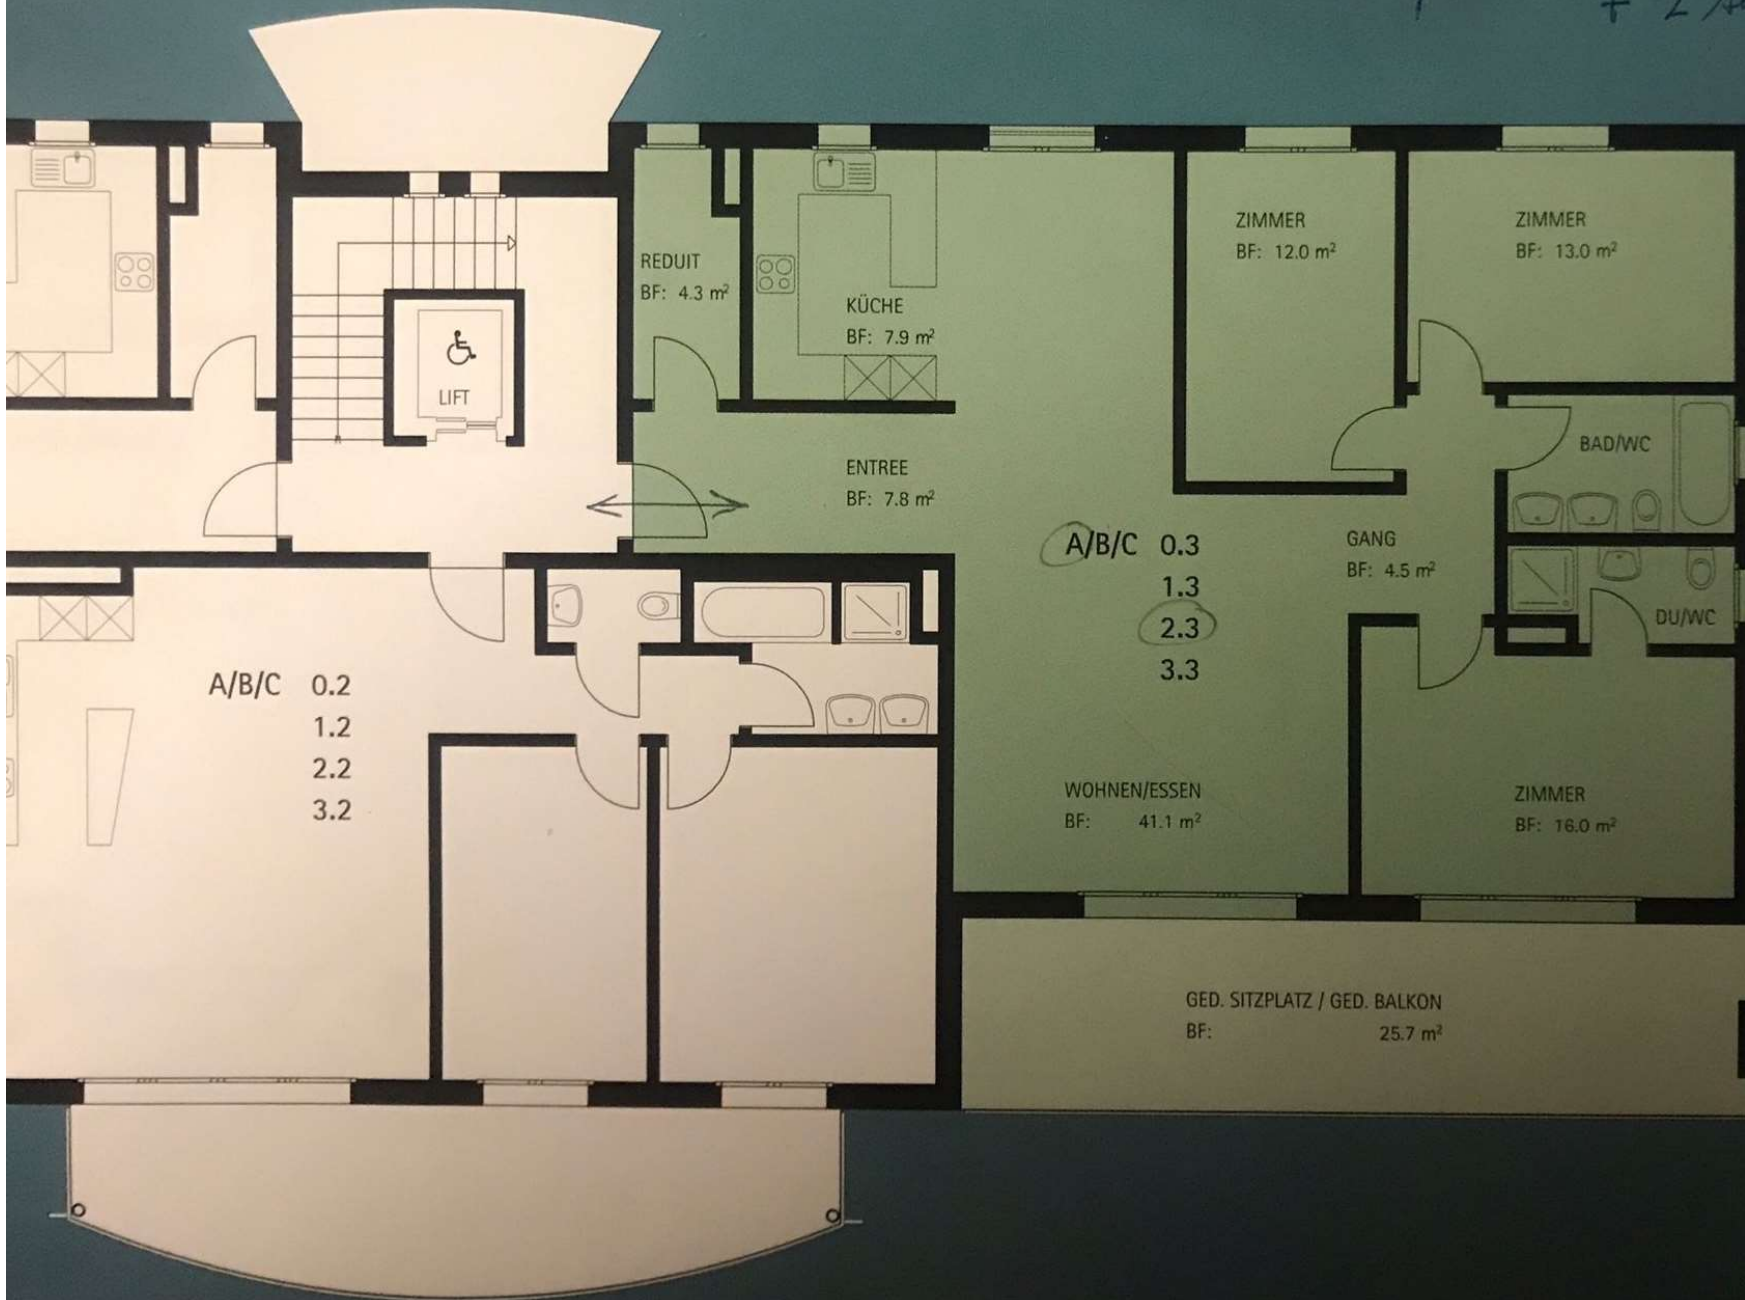 ZIMMER
BF: 12.0 m²
ZIMMER
BF: 13.0 m²
REDUIT
BF: 4.3 m²
KÜCHE
BF: 7.9 m²
LIFT
BAD/WC
ENTREE
BF: 7.8 m²
A/B/C 0.3
1.3
2.3
3.3
GANG
BF: 4.5 m²
DU/WC
A/B/C 0.2
1.2
2.2
3.2
WOHNEN/ESSEN
BF: 41.1 m²
ZIMMER
BF: 16.0 m²
GED. SITZPLATZ / GED. BALKON
BF: 25.7 m²